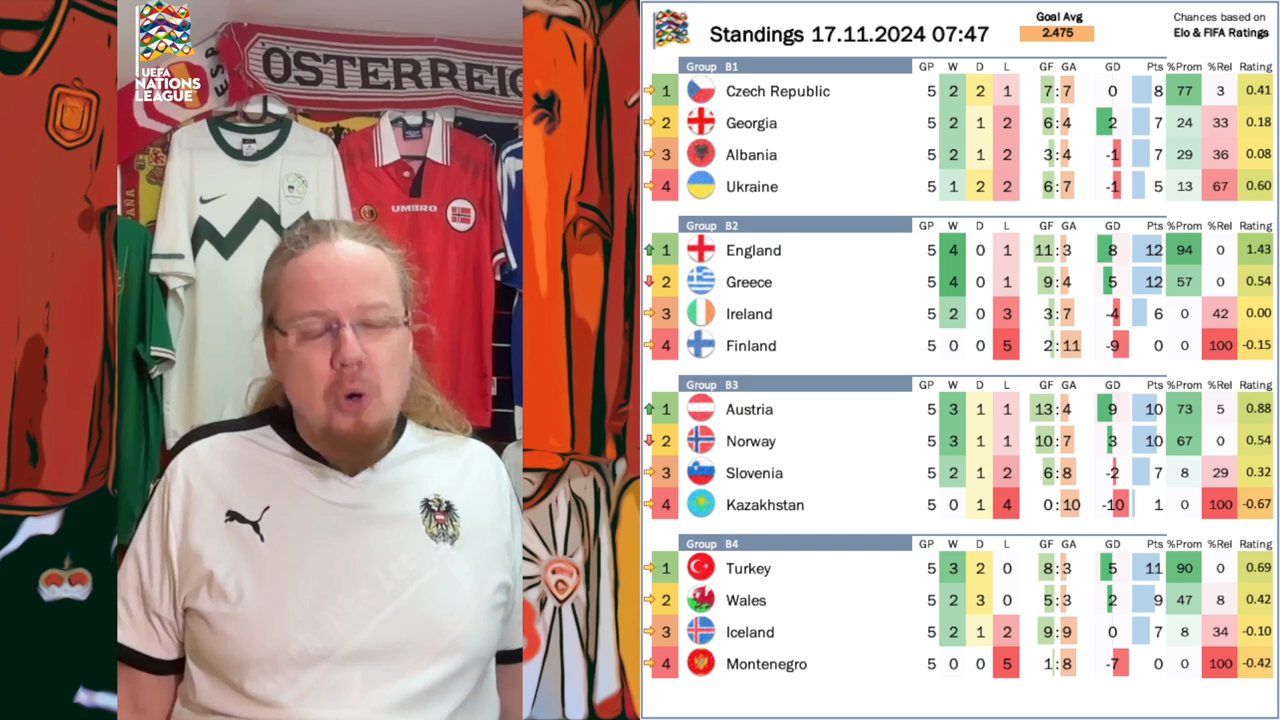 UEFA
NATIONS
LEAGUE
ESP
ÖSTERREIC
UMBRO
Standings 17.11.2024 07:47
Goal Avg
2.475
Chances based on
Elo & FIFA Ratings
Group B1 GP W D L GF GA GD Pts %Prom %Rel Rating
1 Czech Republic 5 2 2 1 7:7 0 8 77 3 0.41
2 Georgia 5 2 1 2 6:4 2 7 24 33 0.18
3 Albania 5 2 1 2 3:4 -1 7 29 36 0.08
4 Ukraine 5 1 2 2 6:7 -1 5 13 67 0.60
Group B2 GP W D L GF GA GD Pts %Prom %Rel Rating
1 England 5 4 0 1 11:3 8 12 94 0 1.43
2 Greece 5 4 0 1 9:4 5 12 57 0 0.54
3 Ireland 5 2 0 3 3:7 -4 6 0 42 0.00
4 Finland 5 0 0 5 2:11 -9 0 0 100 -0.15
Group B3 GP W D L GF GA GD Pts %Prom %Rel Rating
1 Austria 5 3 1 1 13:4 9 10 73 5 0.88
2 Norway 5 3 1 1 10:7 3 10 67 0 0.54
3 Slovenia 5 2 1 2 6:8 -2 7 8 29 0.32
4 Kazakhstan 5 0 1 4 0:10 -10 1 0 100 -0.67
Group B4 GP W D L GF GA GD Pts %Prom %Rel Rating
1 Turkey 5 3 2 0 8:3 5 11 90 0 0.69
2 Wales 5 2 3 0 5:3 2 9 47 8 0.42
3 Iceland 5 2 1 2 9:9 0 7 8 34 -0.10
4 Montenegro 5 0 0 5 1:8 -7 0 0 100 -0.42